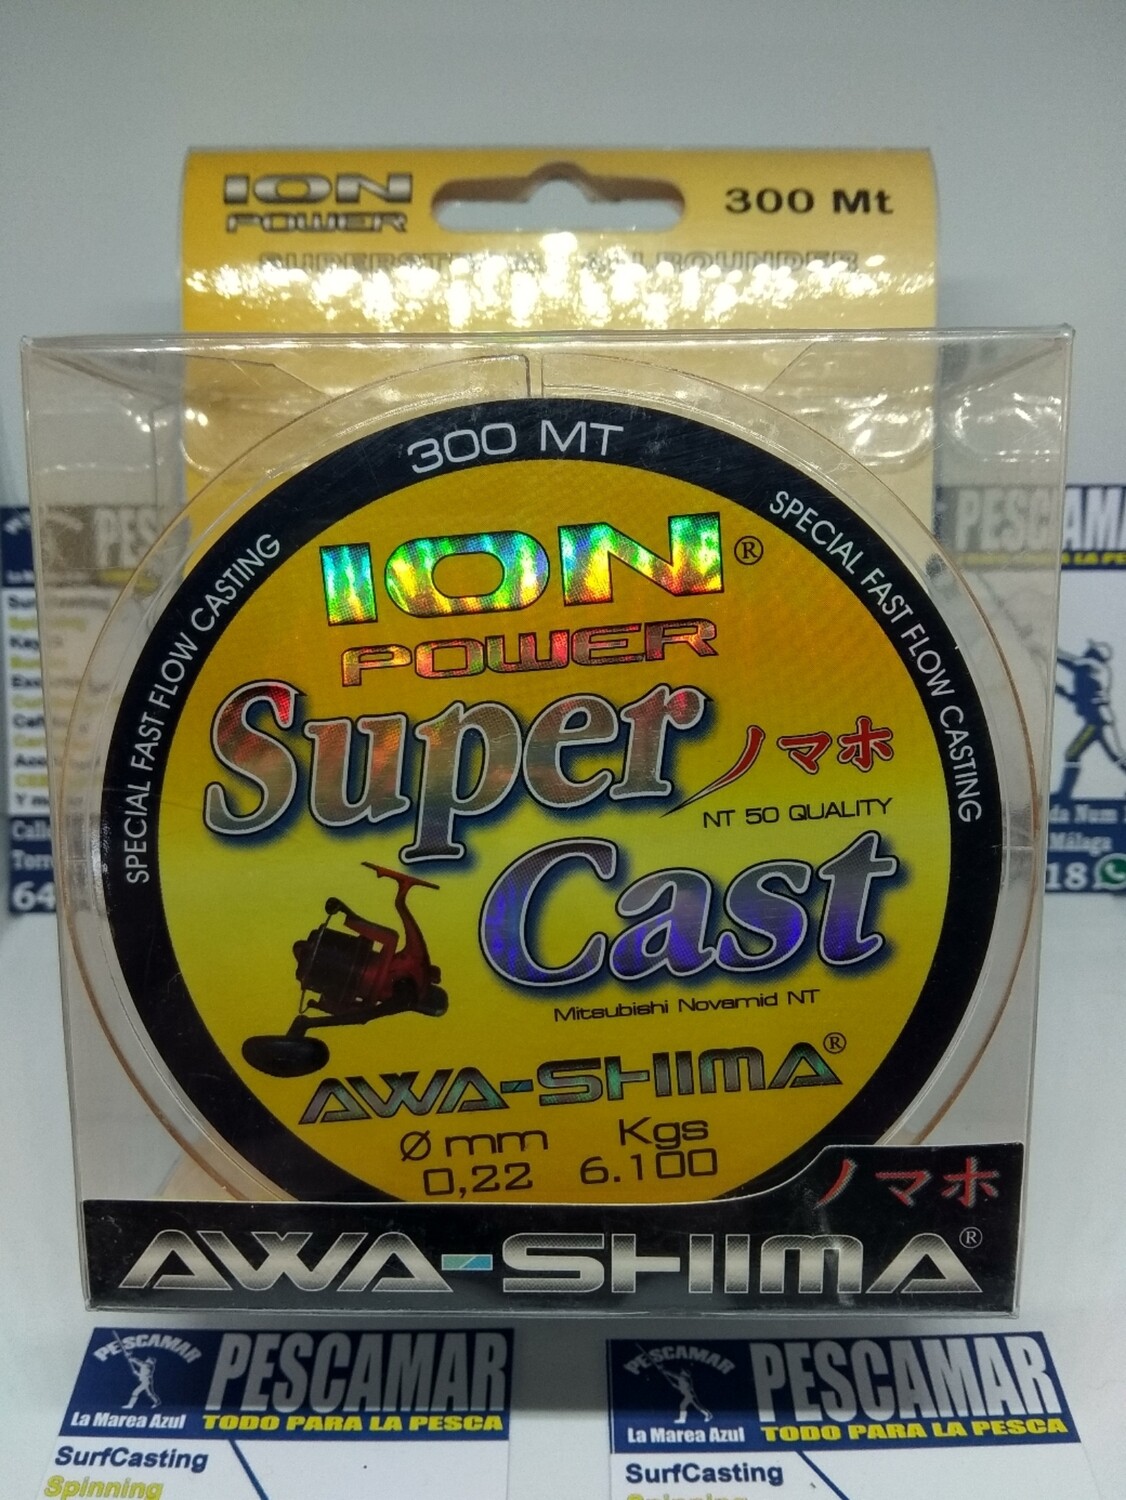 ION
POWER
300 Mt
300 MT
SPECIAL FAST FLOW CASTING
SPECIAL FAST FLOW CASTING
ION®
POWER
Super
ノマホ
NT 50 QUALITY
Cast
Mitsubishi Novamid NT
AWA-SHIMA®
Ø mm Kgs
0,22 6.100
ノマホ
AWA-SHIMA®
PESCAMAR
La Marea Azul
PESCAMAR
TODO PARA LA PESCA
SurfCasting
Spinning
PESCAMAR
La Marea Azul
PESCAMAR
TODO PARA LA PESCA
SurfCasting
Málaga